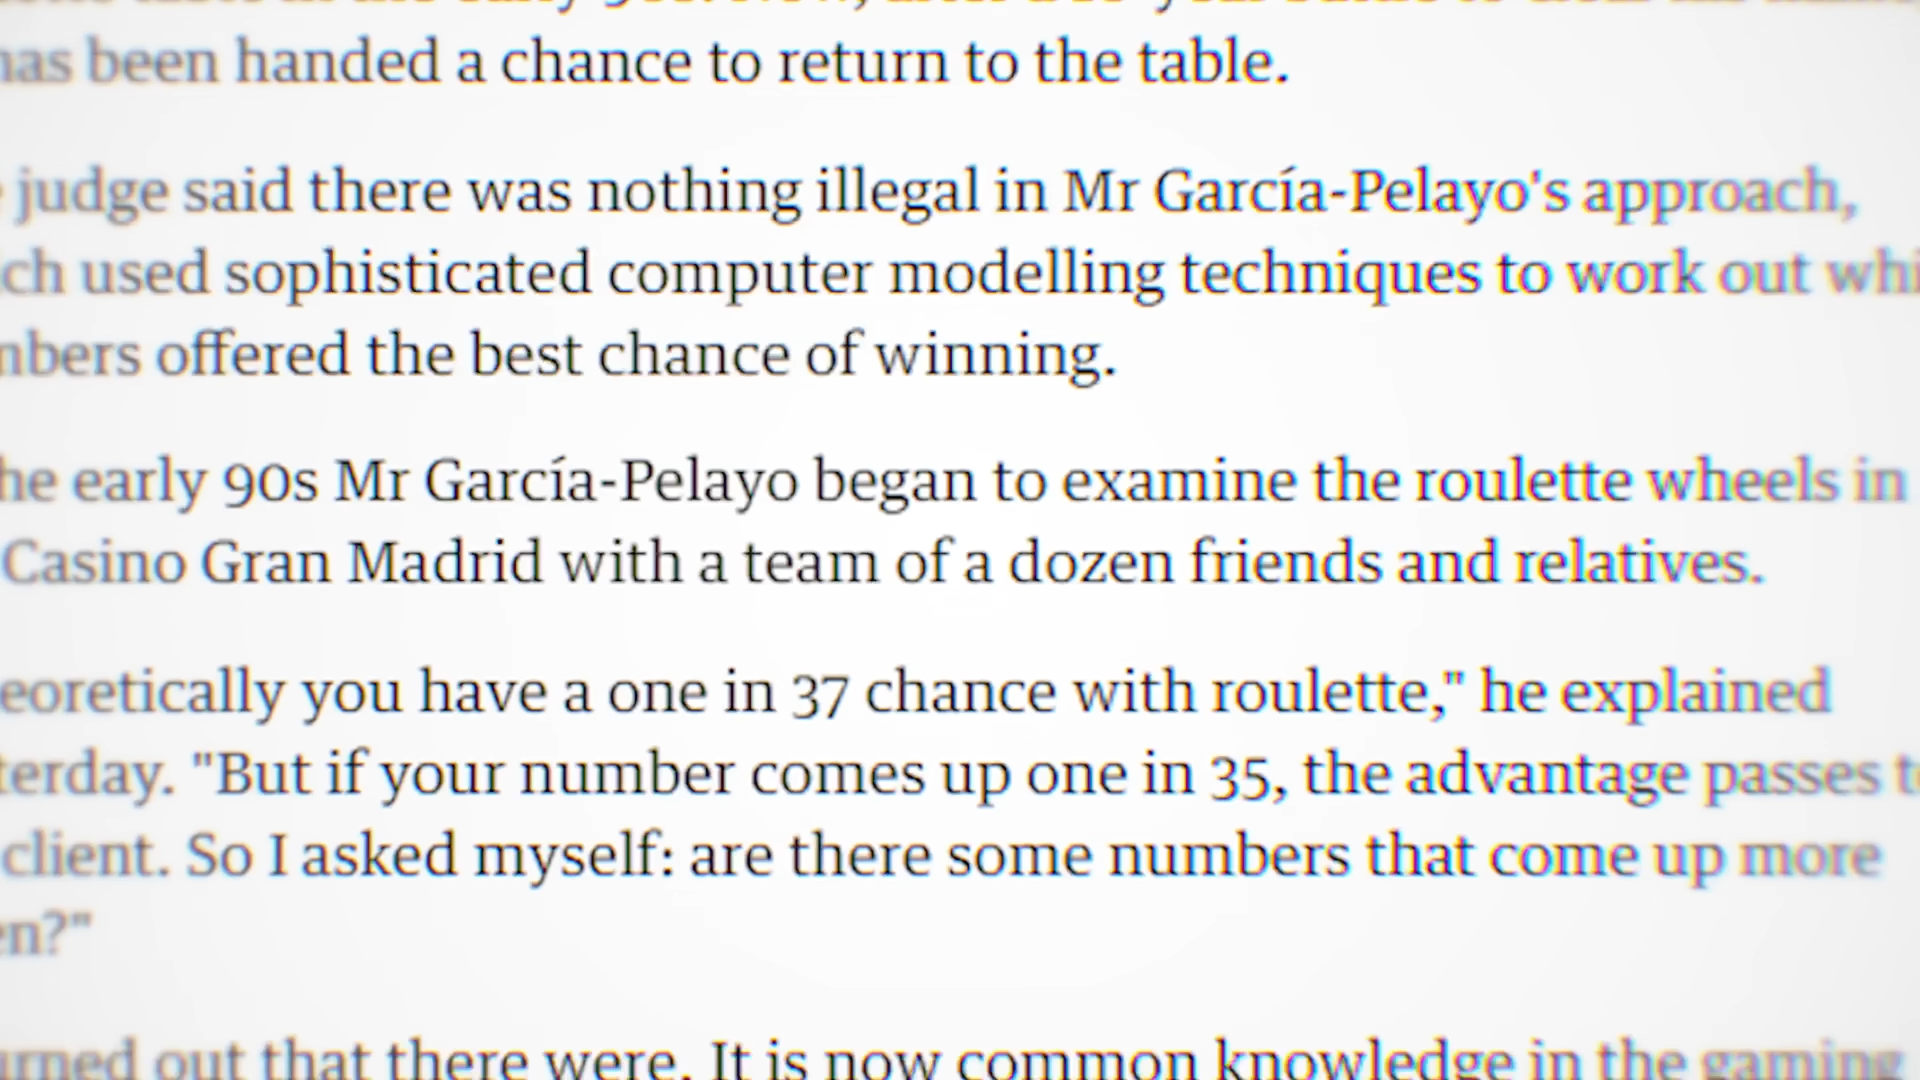 has been handed a chance to return to the table.
judge said there was nothing illegal in Mr García-Pelayo's approach,
ch used sophisticated computer modelling techniques to work out whi
mbers offered the best chance of winning.
he early 90s Mr García-Pelayo began to examine the roulette wheels in
Casino Gran Madrid with a team of a dozen friends and relatives.
eoretically you have a one in 37 chance with roulette," he explained
terday. "But if your number comes up one in 35, the advantage passes t
client. So I asked myself: are there some numbers that come up more
en?"
urned out that there were. It is now common knowledge in the gaming